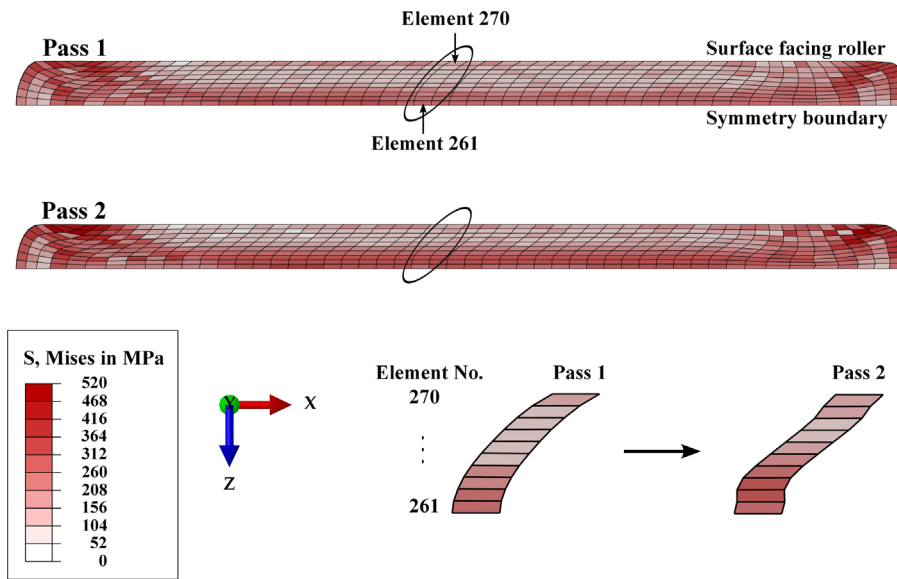 Element 270
Pass 1
Surface facing roller
Element 261
Symmetry boundary
Pass 2
S, Mises in MPa
520
468
416
364
312
260
208
156
104
52
0
Y
X
Z
Element No.
Pass 1
Pass 2
270
⋮
261